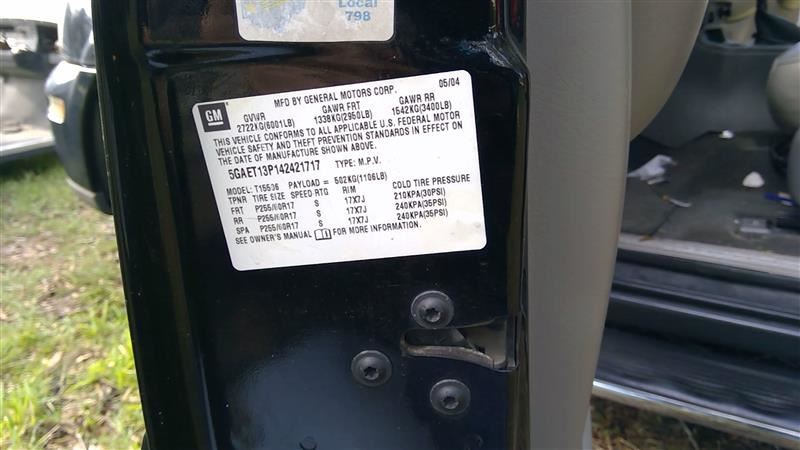 Local
798
MFD BY GENERAL MOTORS CORP. 05/04
GM GVWR GAWR FRT GAWR RR
2722KG(6001LB) 1338KG(2950LB) 1542KG(3400LB)
THIS VEHICLE CONFORMS TO ALL APPLICABLE U.S. FEDERAL MOTOR
VEHICLE SAFETY AND THEFT PREVENTION STANDARDS IN EFFECT ON
THE DATE OF MANUFACTURE SHOWN ABOVE.
5GAET13P142421717 TYPE: M.P.V.
MODEL: T15536 PAYLOAD = 502KG(1106LB)
TPNR TIRE SIZE SPEED RTG RIM COLD TIRE PRESSURE
FRT P255/60R17 S 17X7J 210KPA(30PSI)
RR P255/60R17 S 17X7J 240KPA(35PSI)
SPA P255/60R17 S 17X7J 240KPA(35PSI)
SEE OWNER'S MANUAL FOR MORE INFORMATION.